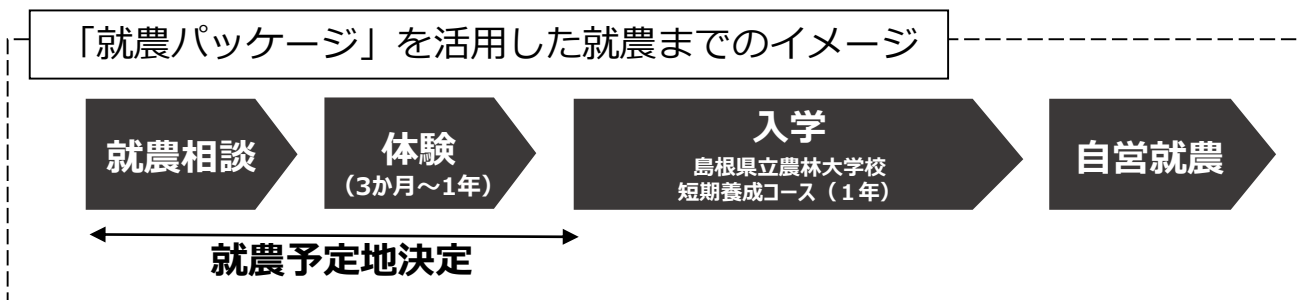 「就農パッケージ」を活用した就農までのイメージ
就農相談
体験
（3か月～1年）
入学
島根県立農林大学校
短期養成コース（１年）
自営就農
就農予定地決定